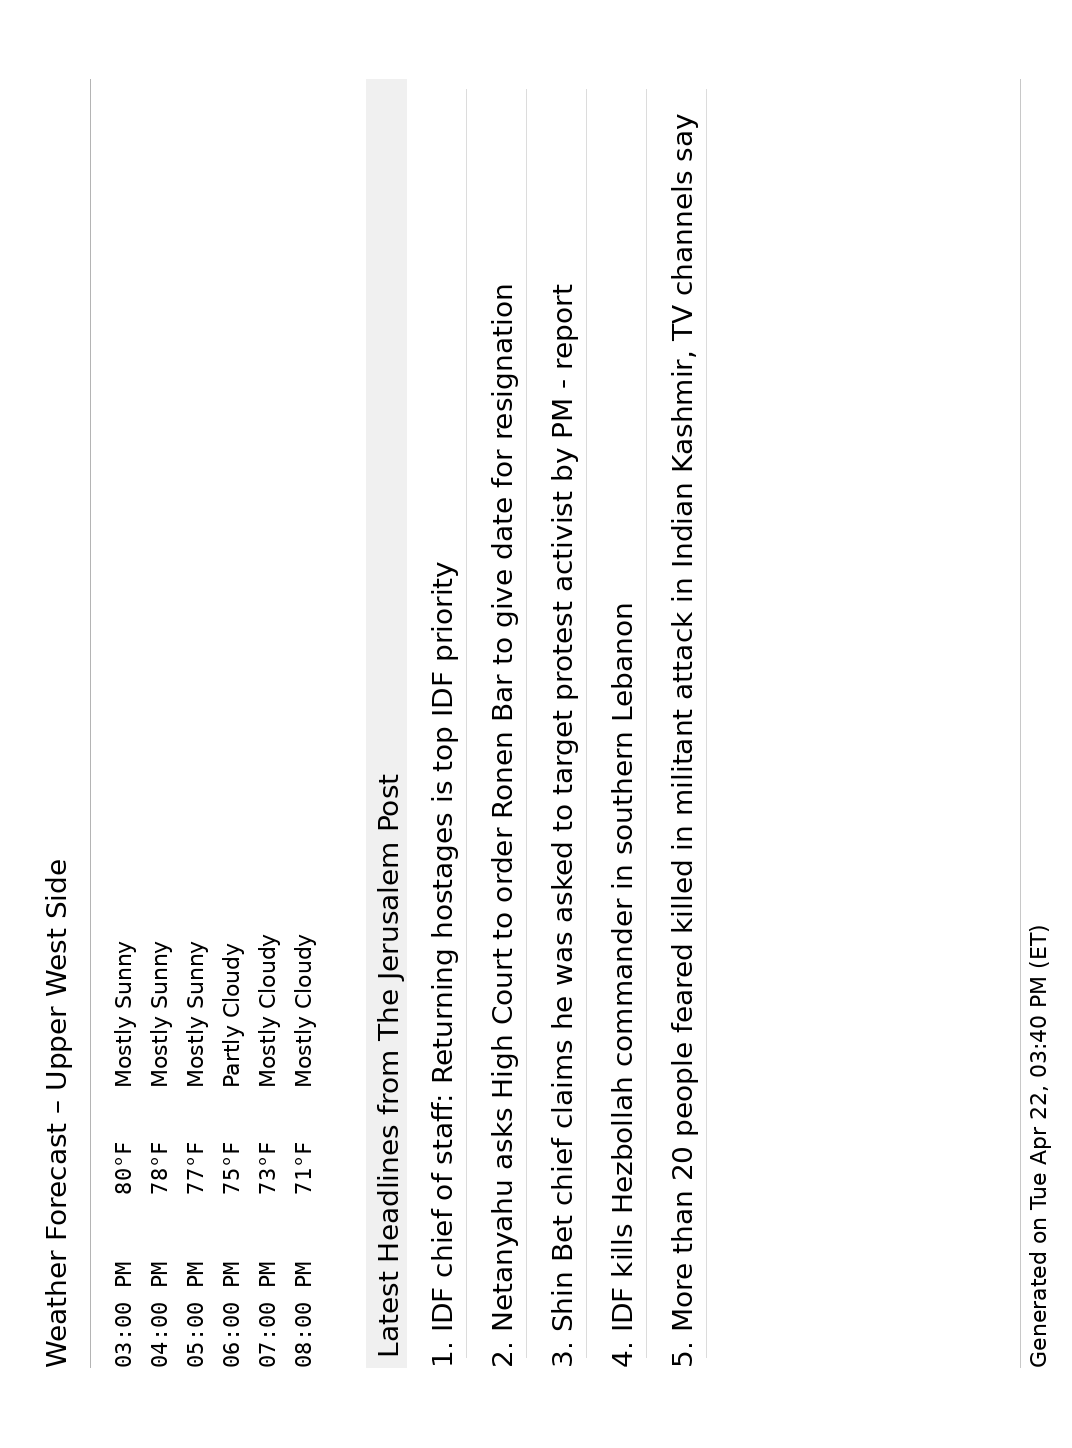 Weather Forecast – Upper West Side
03:00 PM 80°F Mostly Sunny
04:00 PM 78°F Mostly Sunny
05:00 PM 77°F Mostly Sunny
06:00 PM 75°F Partly Cloudy
07:00 PM 73°F Mostly Cloudy
08:00 PM 71°F Mostly Cloudy
Latest Headlines from The Jerusalem Post
1. IDF chief of staff: Returning hostages is top IDF priority
2. Netanyahu asks High Court to order Ronen Bar to give date for resignation
3. Shin Bet chief claims he was asked to target protest activist by PM - report
4. IDF kills Hezbollah commander in southern Lebanon
5. More than 20 people feared killed in militant attack in Indian Kashmir, TV channels say
Generated on Tue Apr 22, 03:40 PM (ET)